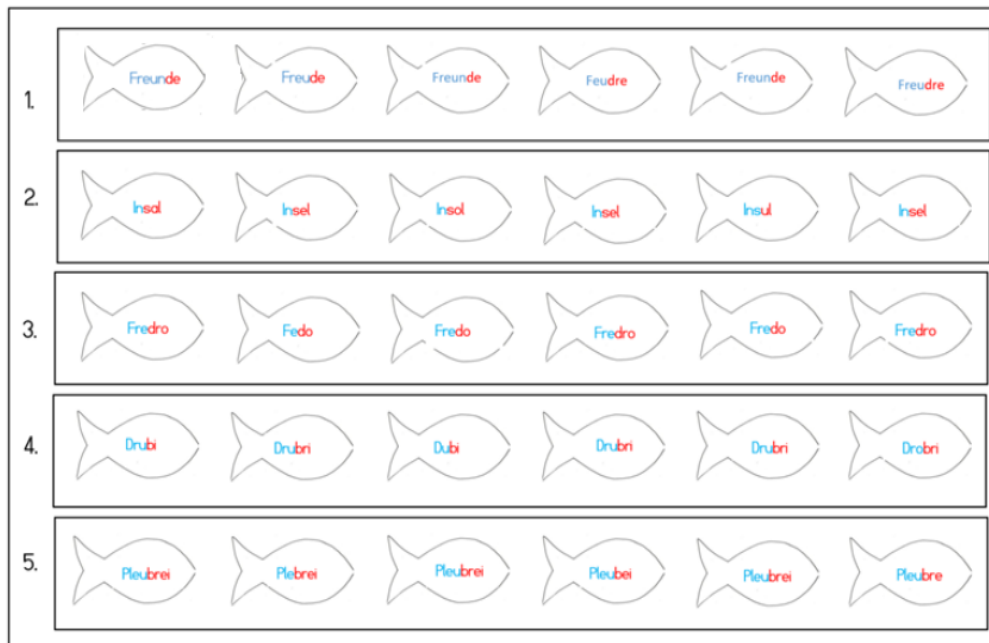 1. Freunde Freude Freunde Feudre Freunde Freudre
2. Insal Insel Insol Insel Insul Insel
3. Fredro Fedo Fredo Fredro Fredo Fredro
4. Drubi Drubri Dubi Drubri Drubri Drobri
5. Pleubrei Plebrei Pleubrei Pleubei Pleubrei Pleubre